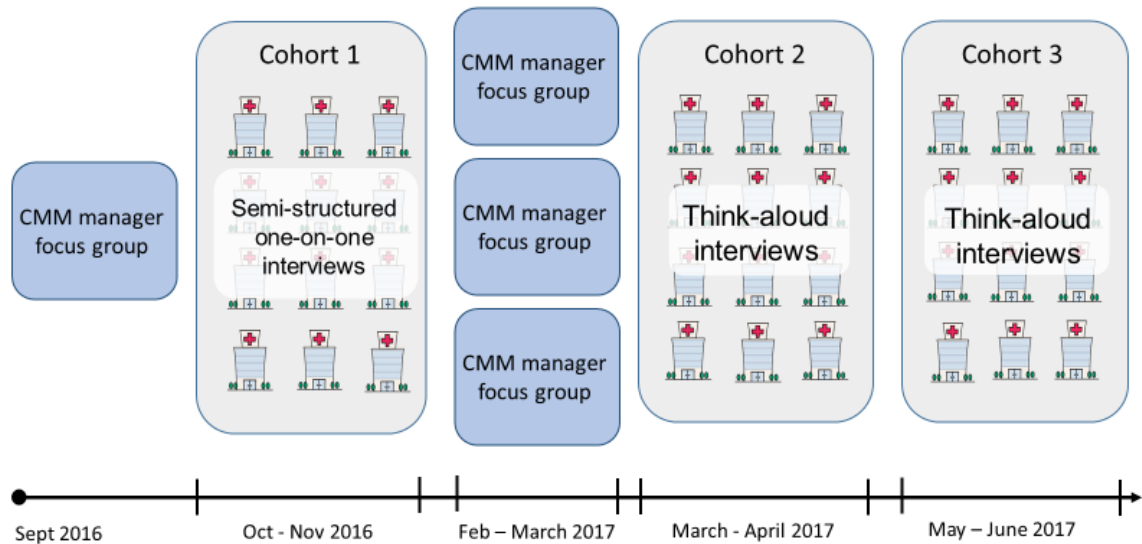 CMM manager
focus group
Cohort 1
Semi-structured
one-on-one
interviews
CMM manager
focus group
CMM manager
focus group
CMM manager
focus group
Cohort 2
Think-aloud
interviews
Cohort 3
Think-aloud
interviews
Sept 2016
Oct - Nov 2016
Feb – March 2017
March - April 2017
May – June 2017